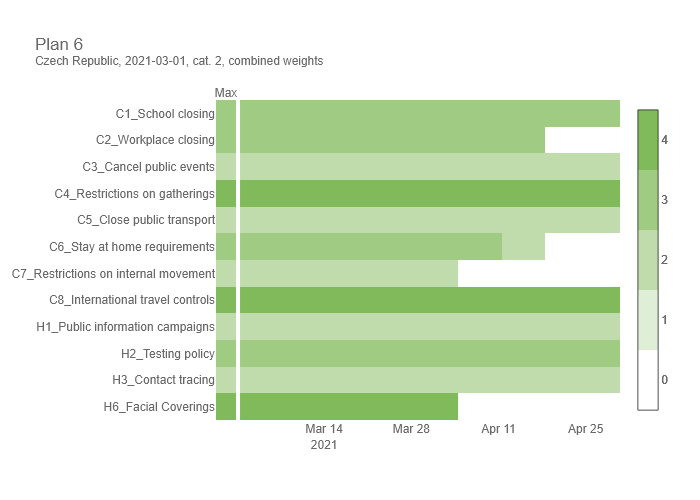 Plan 6
Czech Republic, 2021-03-01, cat. 2, combined weights
Max
C1_School closing
C2_Workplace closing
C3_Cancel public events
C4_Restrictions on gatherings
C5_Close public transport
C6_Stay at home requirements
C7_Restrictions on internal movement
C8_International travel controls
H1_Public information campaigns
H2_Testing policy
H3_Contact tracing
H6_Facial Coverings
Mar 14 Mar 28 Apr 11 Apr 25
2021
4
3
2
1
0